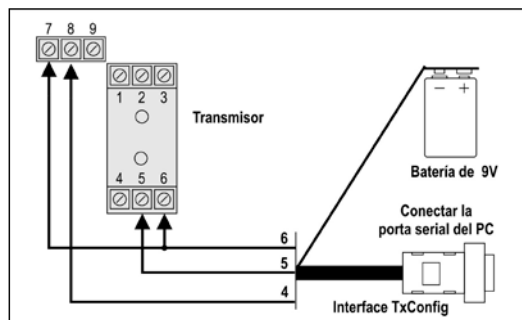 7 8 9
1 2 3
Transmisor
4 5 6
− +
Batería de 9V
Conectar la
porta serial del PC
6
5
4
Interface TxConfig